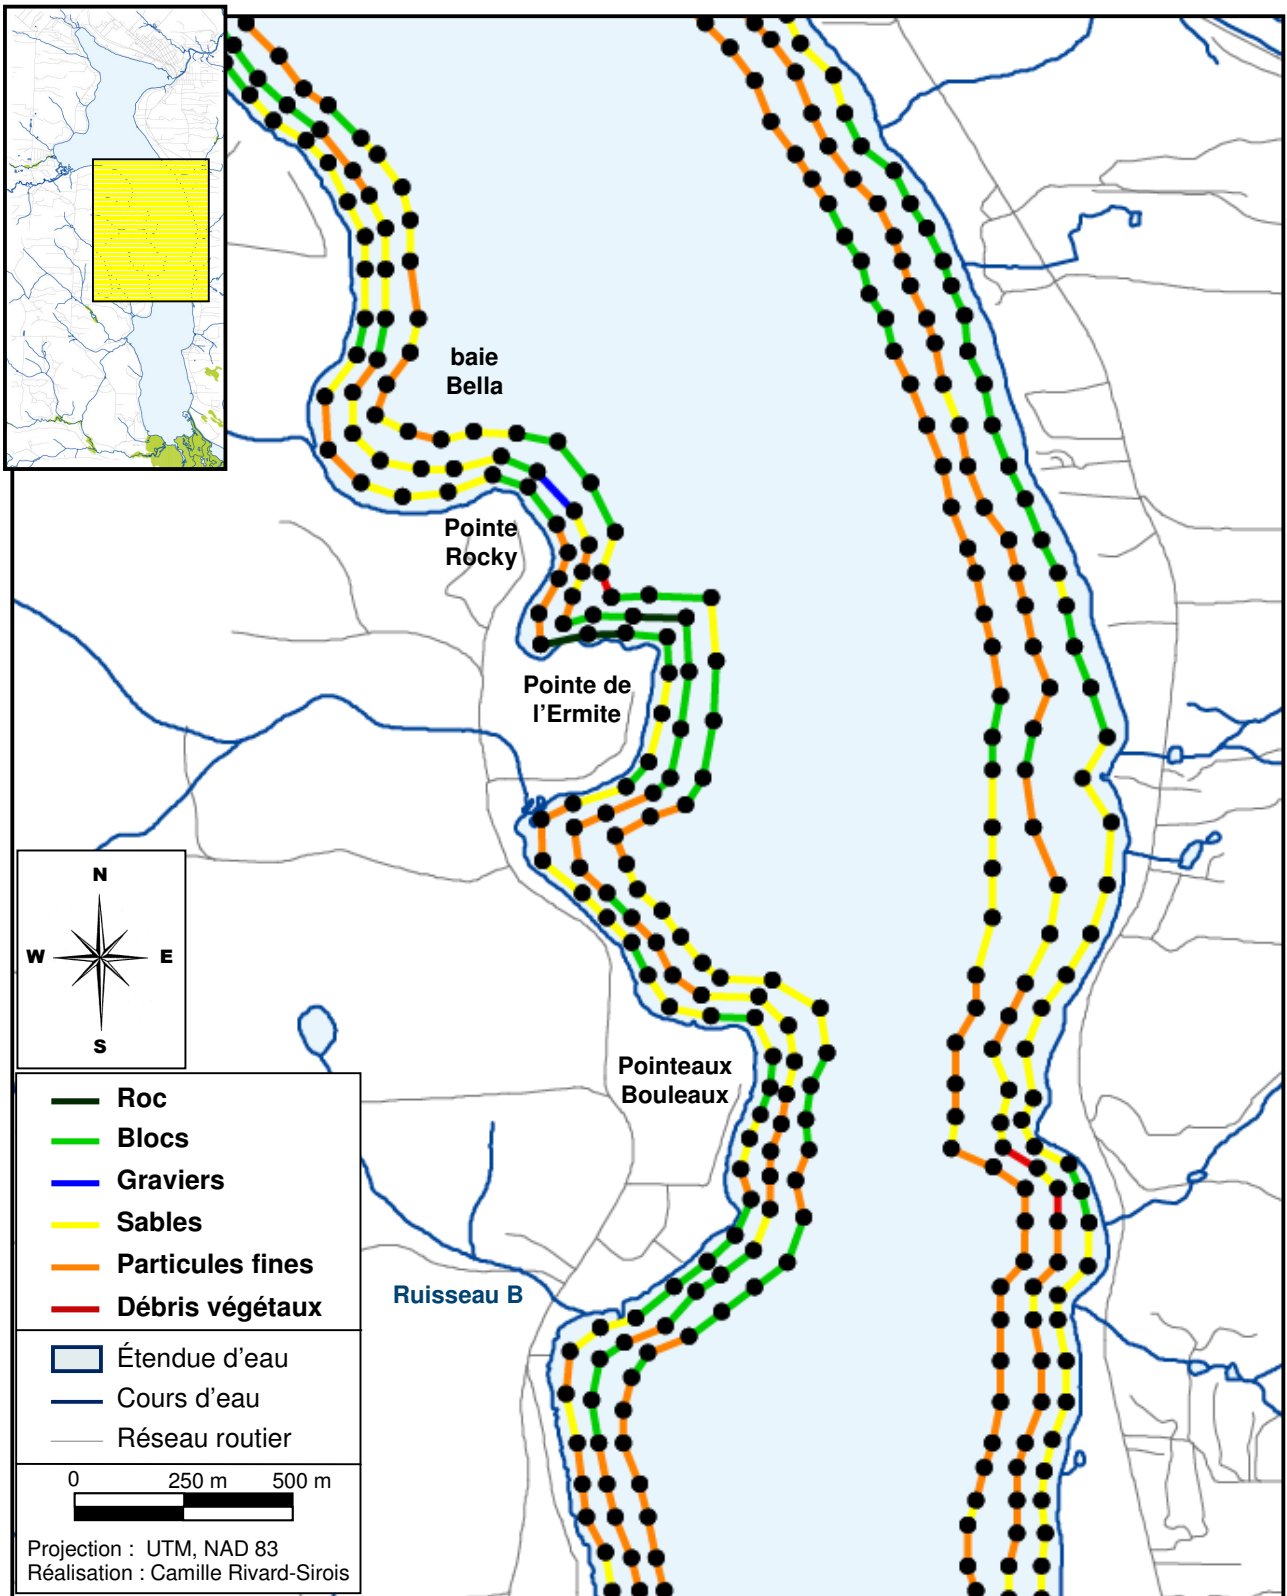 baie
Bella
Pointe
Rocky
Pointe de
l'Ermite
N
W
E
S
Pointeaux
Bouleaux
Ruisseau B
Roc
Blocs
Graviers
Sables
Particules fines
Débris végétaux
Étendue d'eau
Cours d'eau
Réseau routier
0 250 m 500 m
Projection : UTM, NAD 83
Réalisation : Camille Rivard-Sirois